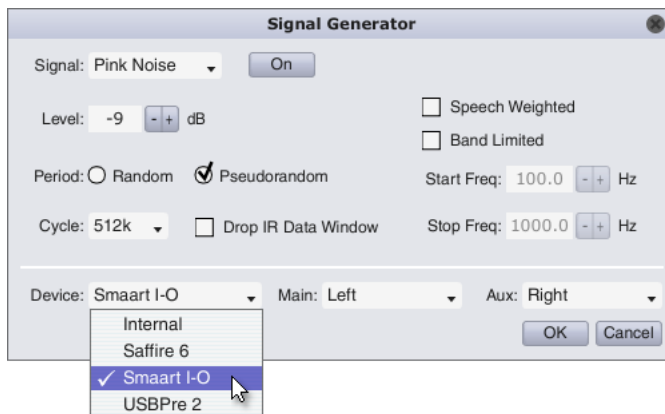 Signal Generator
Signal: Pink Noise On
Level: -9 - + dB Speech Weighted
Band Limited
Period: Random Pseudorandom Start Freq: 100.0 - + Hz
Cycle: 512k Drop IR Data Window Stop Freq: 1000.0 - + Hz
Device: Smaart I-O Main: Left Aux: Right
Internal OK Cancel
Saffire 6
Smaart I-O
USBPre 2